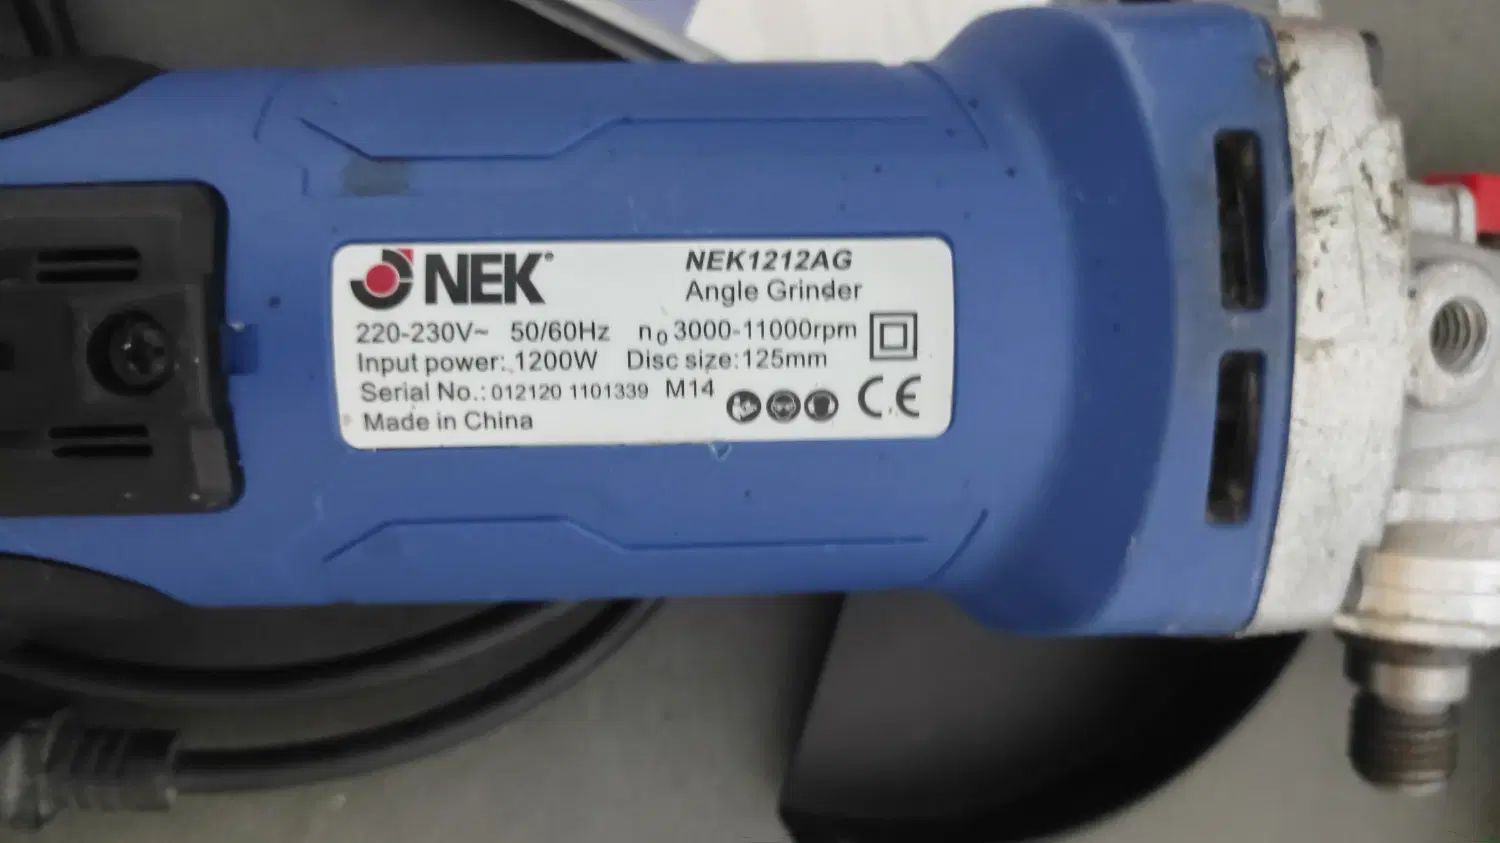 NEK®
NEK1212AG
Angle Grinder
220-230V~ 50/60Hz n0 3000-11000rpm
Input power: 1200W Disc size:125mm
Serial No.: 012120 1101339 M14
Made in China
CE